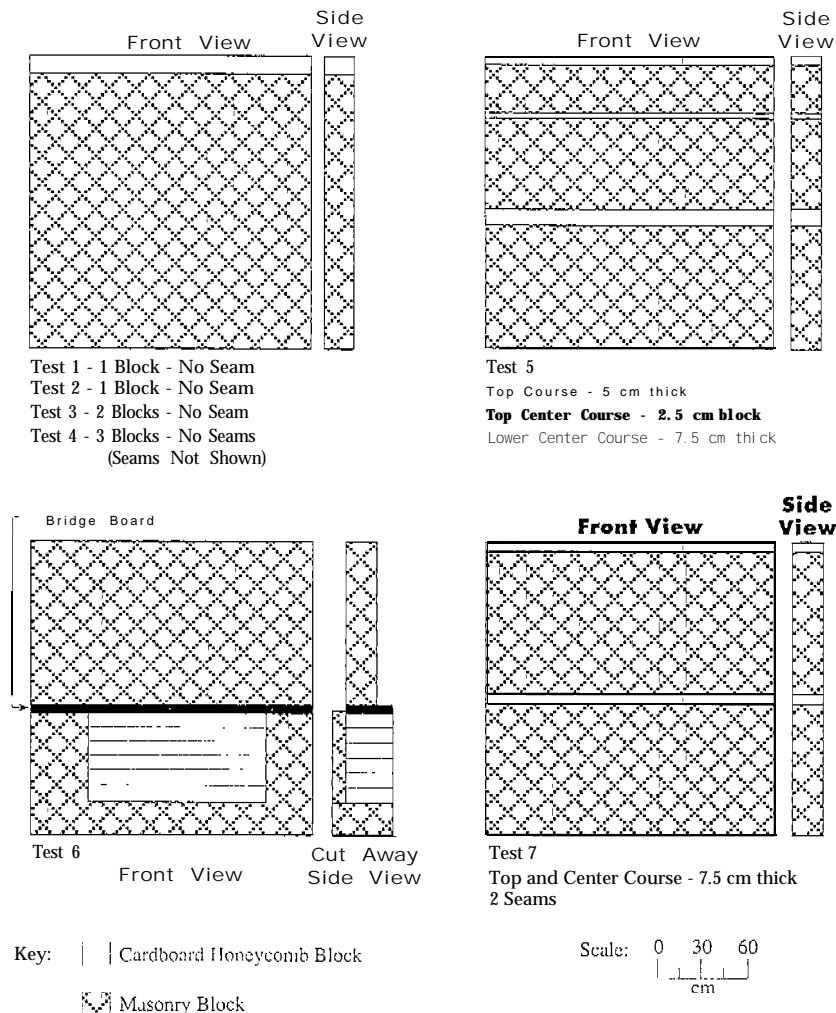 Front View
Side
View
Front View
Side
View
Test 1 - 1 Block - No Seam
Test 2 - 1 Block - No Seam
Test 3 - 2 Blocks - No Seam
Test 4 - 3 Blocks - No Seams
(Seams Not Shown)
Test 5
Top Course - 5 cm thick
Top Center Course - 2.5 cm block
Lower Center Course - 7.5 cm thick
Bridge Board
Test 6
Front View
Cut Away
Side View
Front View
Side
View
Test 7
Top and Center Course - 7.5 cm thick
2 Seams
Key:
Cardboard Honeycomb Block
Masonry Block
Scale: 0 30 60
cm